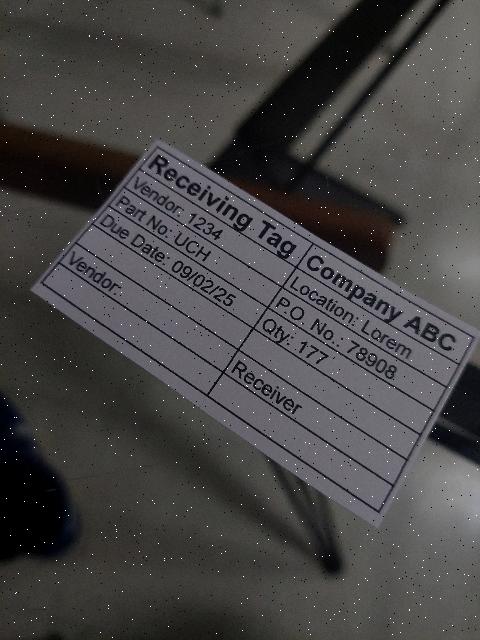 Receiving Tag Company ABC
Vendor: 1234 Location: Lorem
Part No: UCH P.O. No.: 78908
Due Date: 09/02/25 Qty: 177
Vendor: Receiver